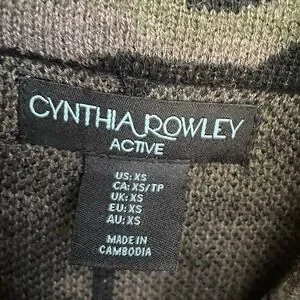 CYNTHIA ROWLEY
ACTIVE
US: XS
CA: XS/TP
UK: XS
EU: XS
AU: XS
MADE IN
CAMBODIA